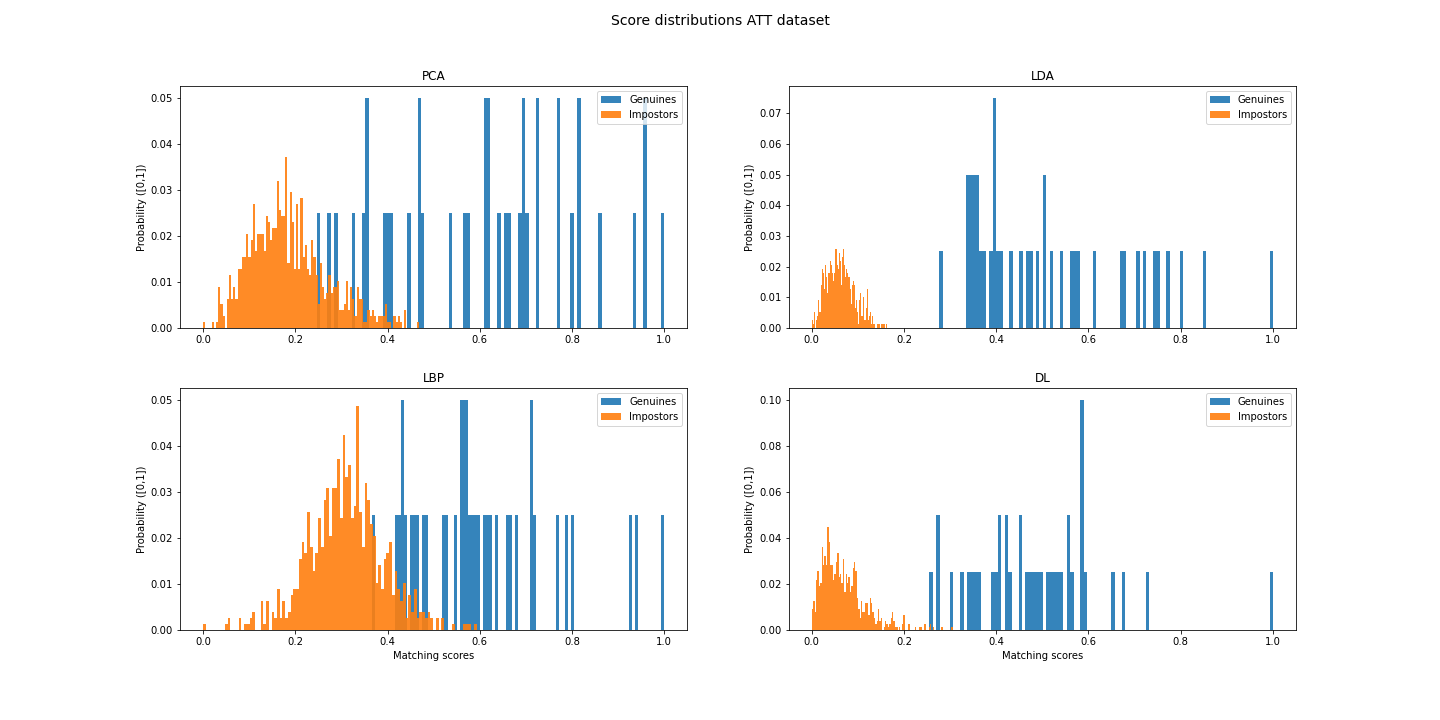 Score distributions ATT dataset
PCA
Probability ([0,1])
0.05
0.04
0.03
0.02
0.01
0.00
0.0 0.2 0.4 0.6 0.8 1.0
Genuines
Impostors
LDA
Probability ([0,1])
0.07
0.06
0.05
0.04
0.03
0.02
0.01
0.00
0.0 0.2 0.4 0.6 0.8 1.0
Genuines
Impostors
LBP
Probability ([0,1])
0.05
0.04
0.03
0.02
0.01
0.00
0.0 0.2 0.4 0.6 0.8 1.0
Matching scores
Genuines
Impostors
DL
Probability ([0,1])
0.10
0.08
0.06
0.04
0.02
0.00
0.0 0.2 0.4 0.6 0.8 1.0
Matching scores
Genuines
Impostors